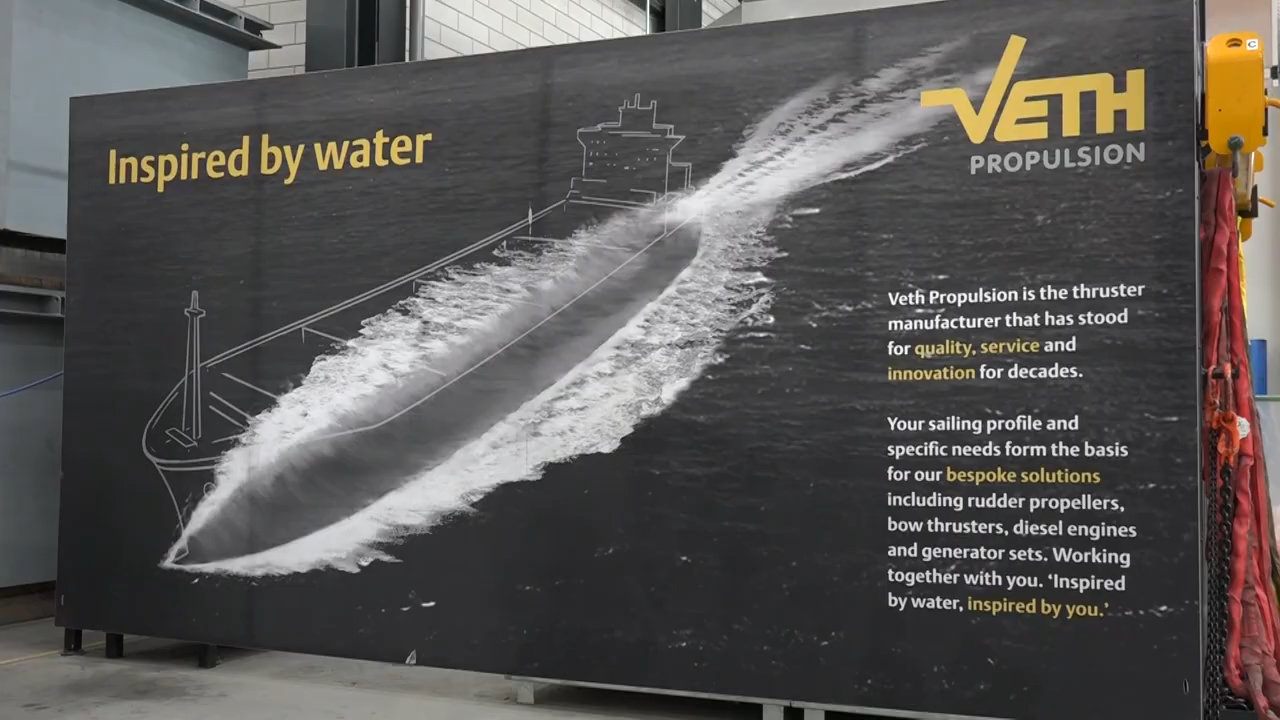 Inspired by water
VETH
PROPULSION
Veth Propulsion is the thruster
manufacturer that has stood
for quality, service and
innovation for decades.
Your sailing profile and
specific needs form the basis
for our bespoke solutions
including rudder propellers,
bow thrusters, diesel engines
and generator sets. Working
together with you. ‘Inspired
by water, inspired by you.’
C